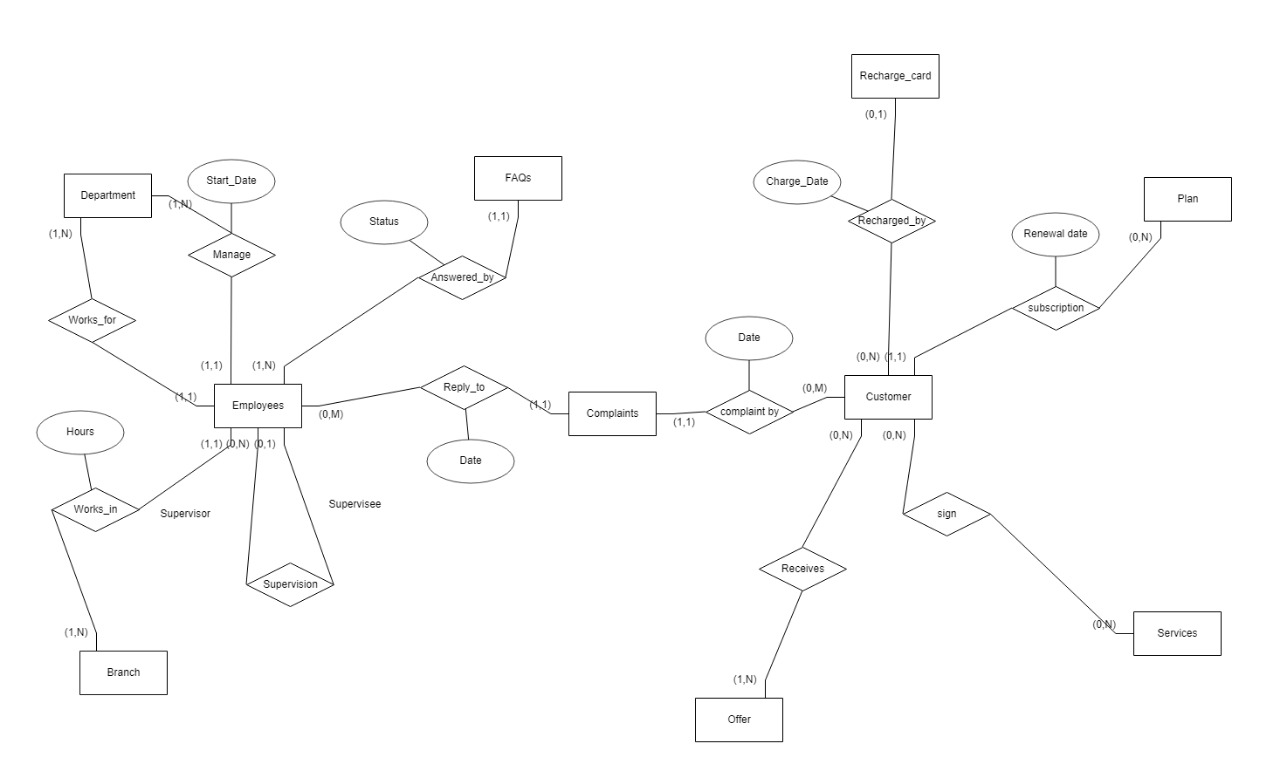 Recharge_card
(0,1)
Department
Start_Date
FAQs
Charge_Date
Plan
(1,N)
Status
(1,1)
Recharged_by
(1,N)
Renewal date
(0,N)
Manage
Answered_by
Works_for
subscription
Date
(1,1)
(1,N)
(0,N)
(1,1)
Reply_to
(0,M)
(1,1)
Employees
(0,M)
(1,1)
Complaints
(1,1)
complaint by
Customer
Hours
(1,1)
(0,N)
(0,1)
Date
(0,N)
(0,N)
Works_in
Supervisor
Supervisee
sign
Supervision
Receives
(1,N)
(0,N)
Services
Branch
(1,N)
Offer